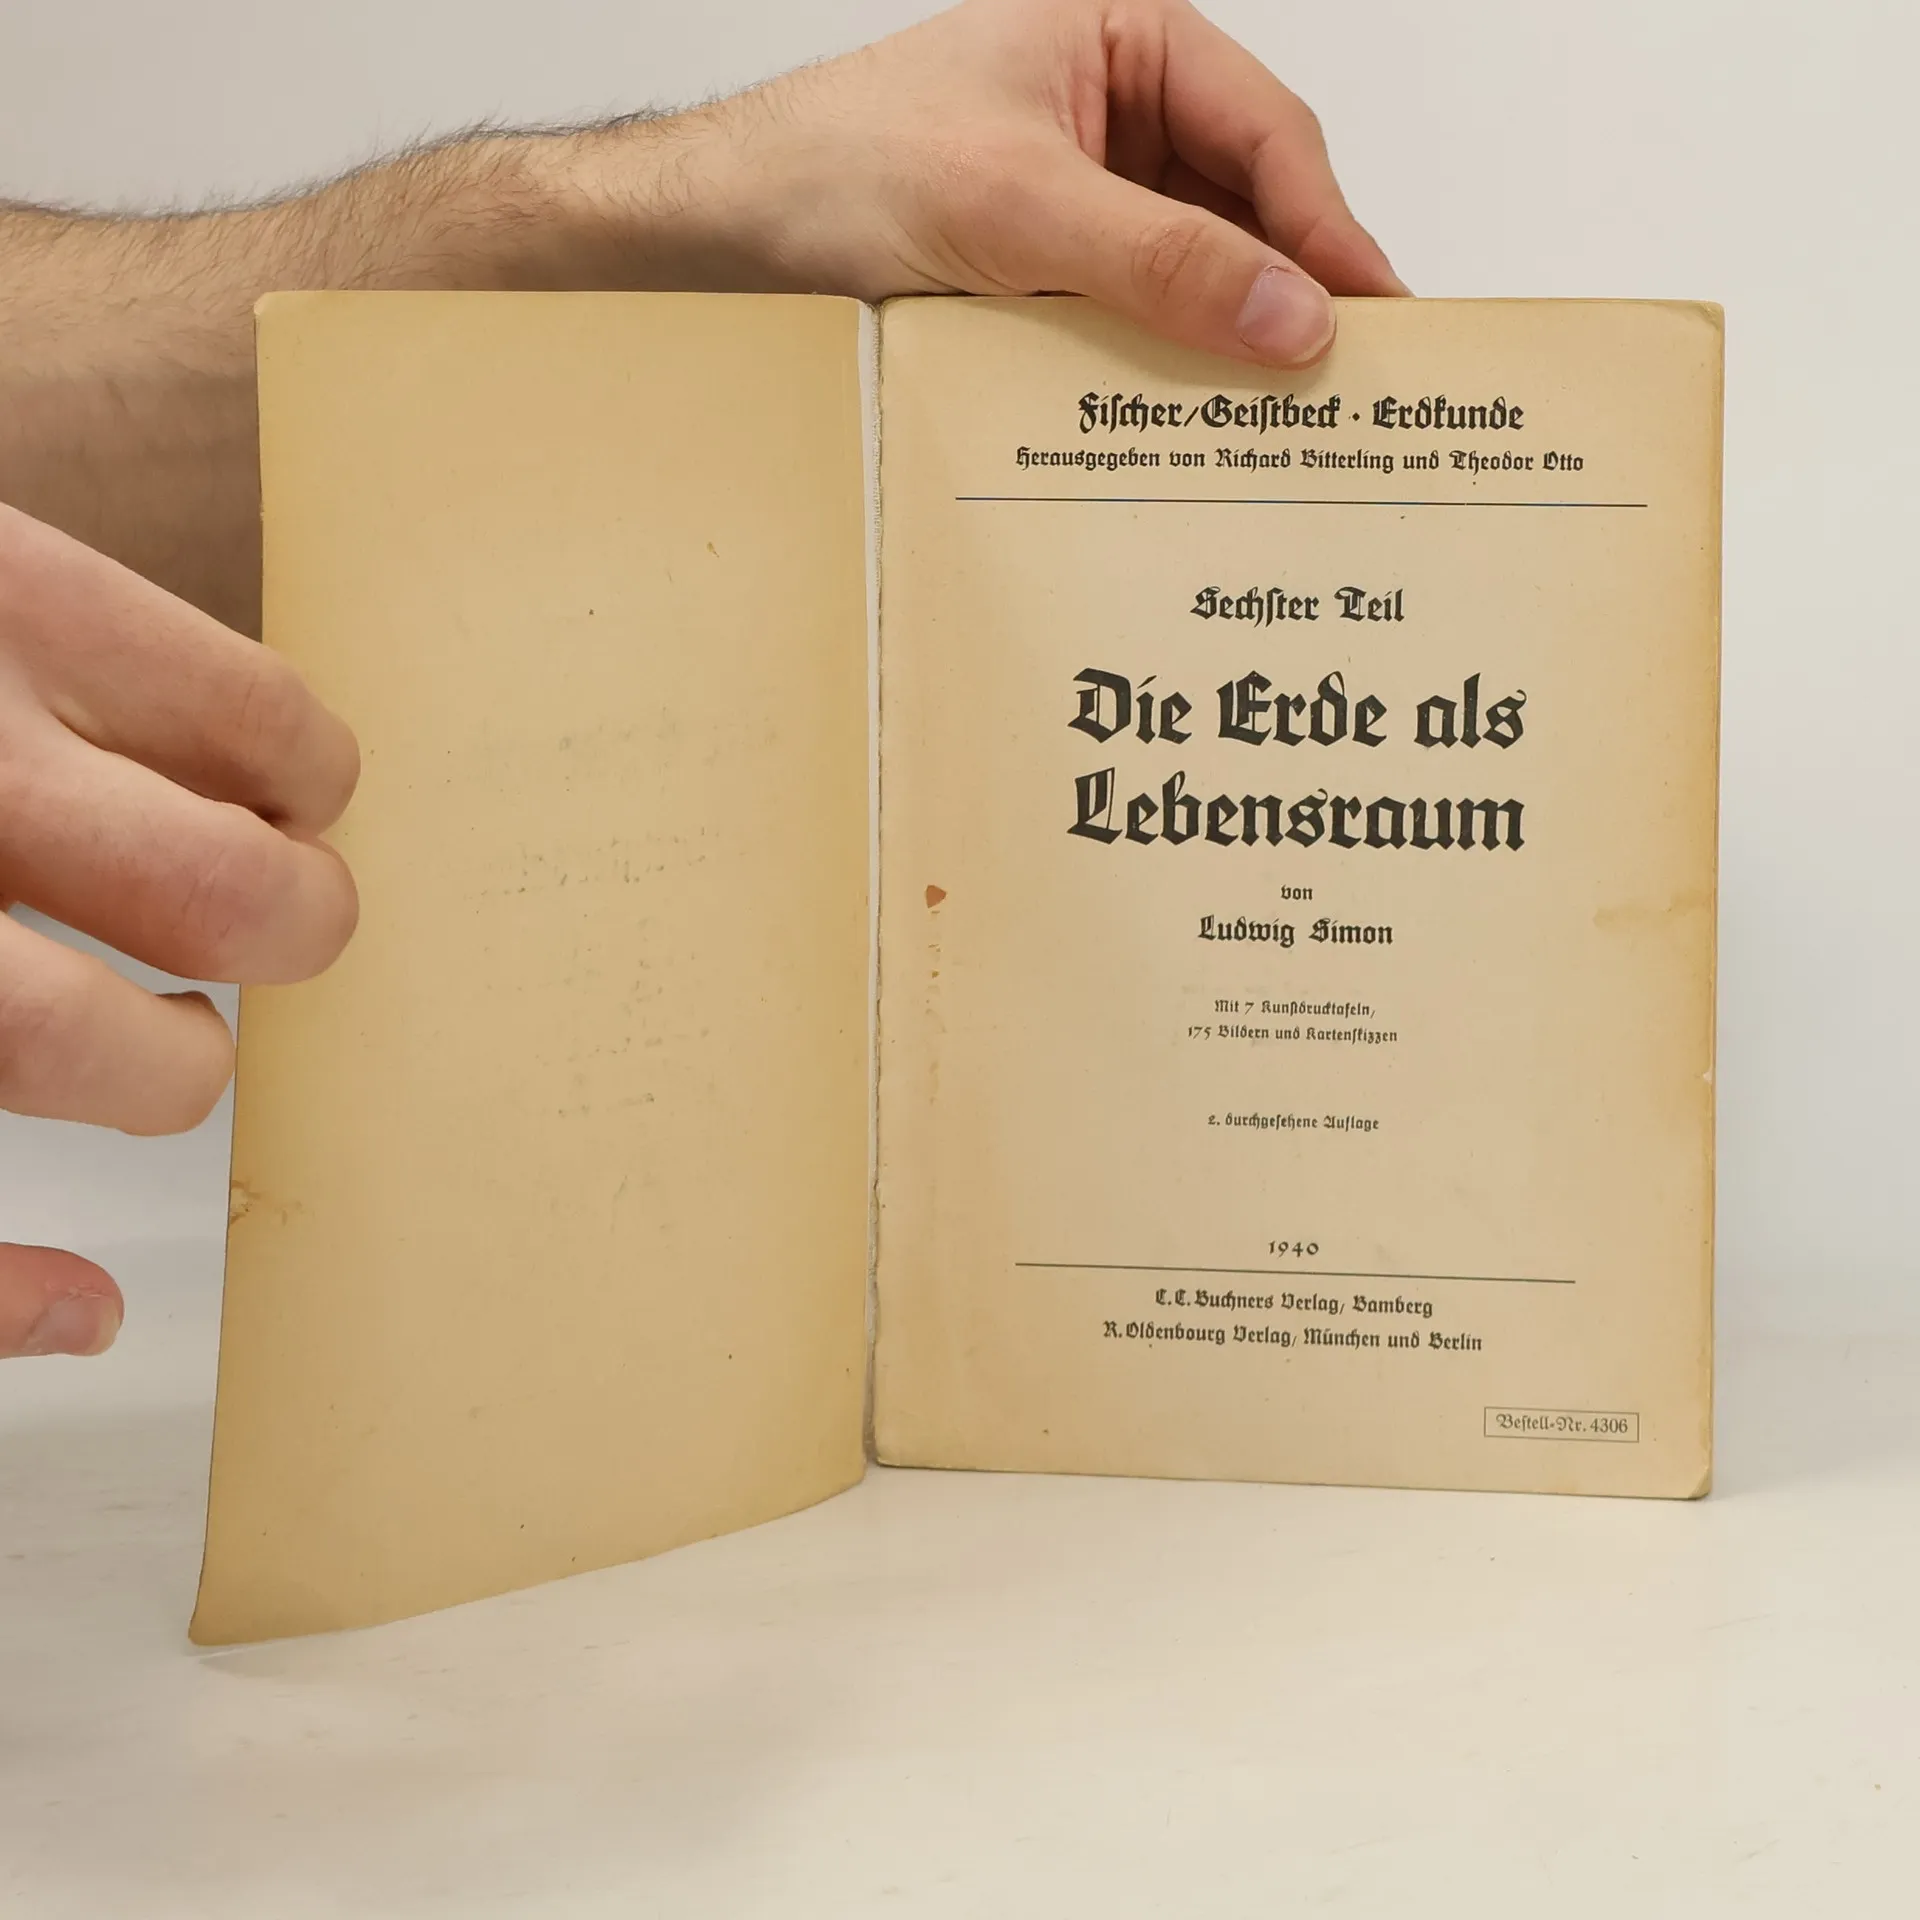 Fischer/Geistbeck · Erdkunde
Herausgegeben von Richard Bitterling und Theodor Otto
Sechster Teil
Die Erde als
Lebensraum
von
Ludwig Simon
Mit 7 Kunstdrucktafeln,
175 Bildern und Kartenskizzen
2. durchgesehene Auflage
1940
C.C. Buchners Verlag, Bamberg
R. Oldenbourg Verlag, München und Berlin
Bestell-Nr. 4306